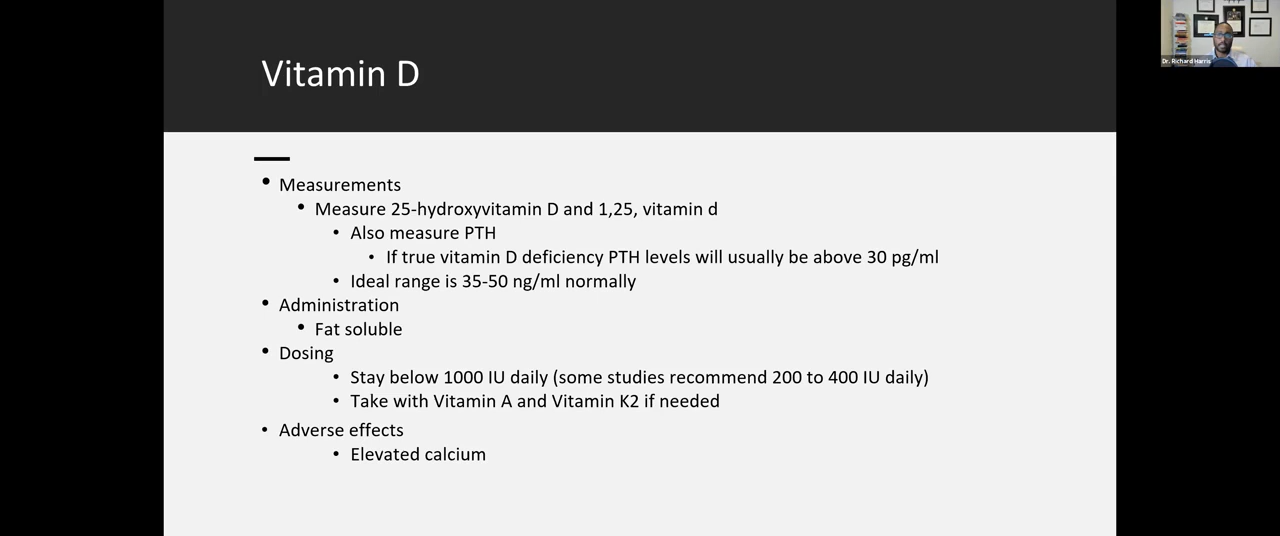 Vitamin D
Dr. Richard Harris
• Measurements
• Measure 25-hydroxyvitamin D and 1,25, vitamin d
• Also measure PTH
• If true vitamin D deficiency PTH levels will usually be above 30 pg/ml
• Ideal range is 35-50 ng/ml normally
• Administration
• Fat soluble
• Dosing
• Stay below 1000 IU daily (some studies recommend 200 to 400 IU daily)
• Take with Vitamin A and Vitamin K2 if needed
• Adverse effects
• Elevated calcium